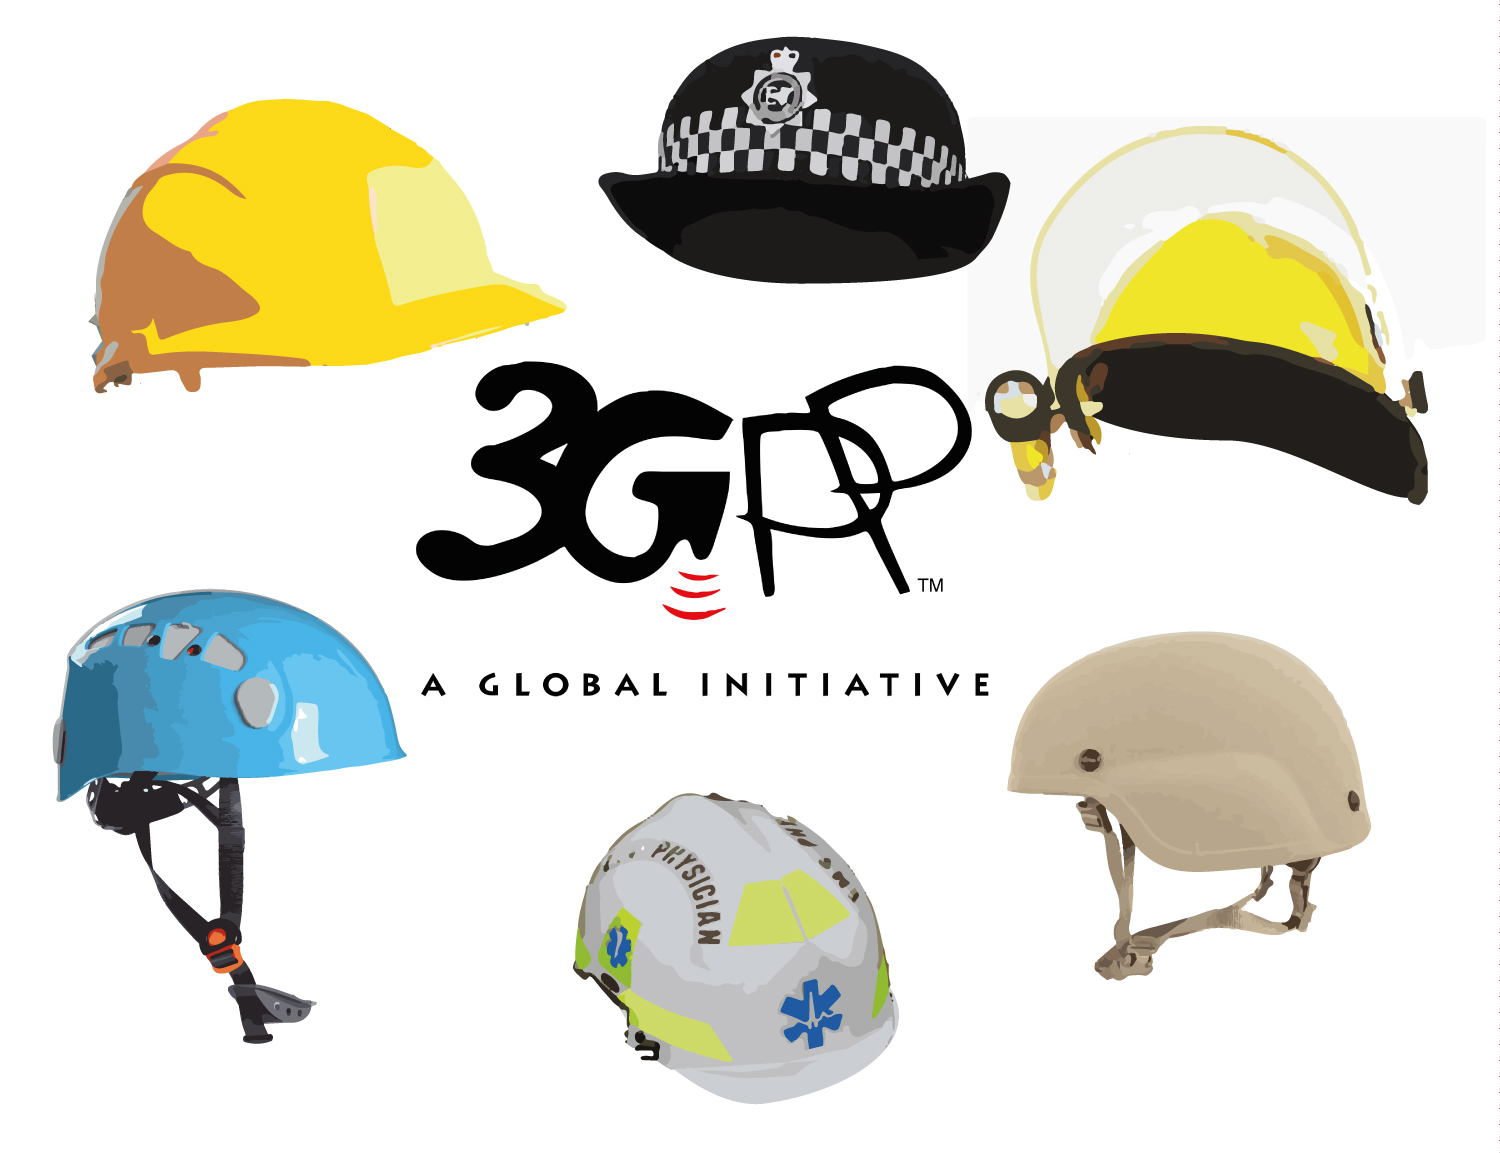 3GPP
TM
A GLOBAL INITIATIVE
PHYSICIAN